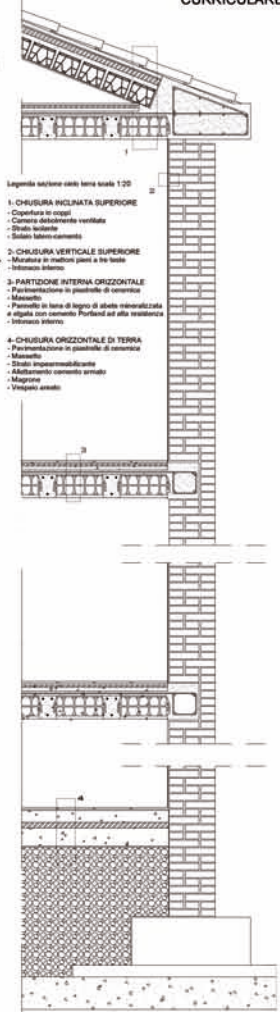 CURRICULARE
Legenda sezione cielo terra scala 1:20
1- CHIUSURA INCLINATA SUPERIORE
- Copertura in coppi
- Camera debolmente ventilata
- Strato isolante
- Solaio latero-cemento
2- CHIUSURA VERTICALE SUPERIORE
- Muratura in mattoni pieni a tre teste
- Intonaco interno
3- PARTIZIONE INTERNA ORIZZONTALE
- Pavimentazione in piastrelle di ceramica
- Massetto
- Pannello in lana di legno di abete mineralizzata
e legata con cemento Portland ad alta resistenza
- Intonaco interno
4- CHIUSURA ORIZZONTALE DI TERRA
- Pavimentazione in piastrelle di ceramica
- Massetto
- Strato impermeabilizzante
- Allettamento cemento armato
- Magrone
- Vespaio areato
1
2
3
4